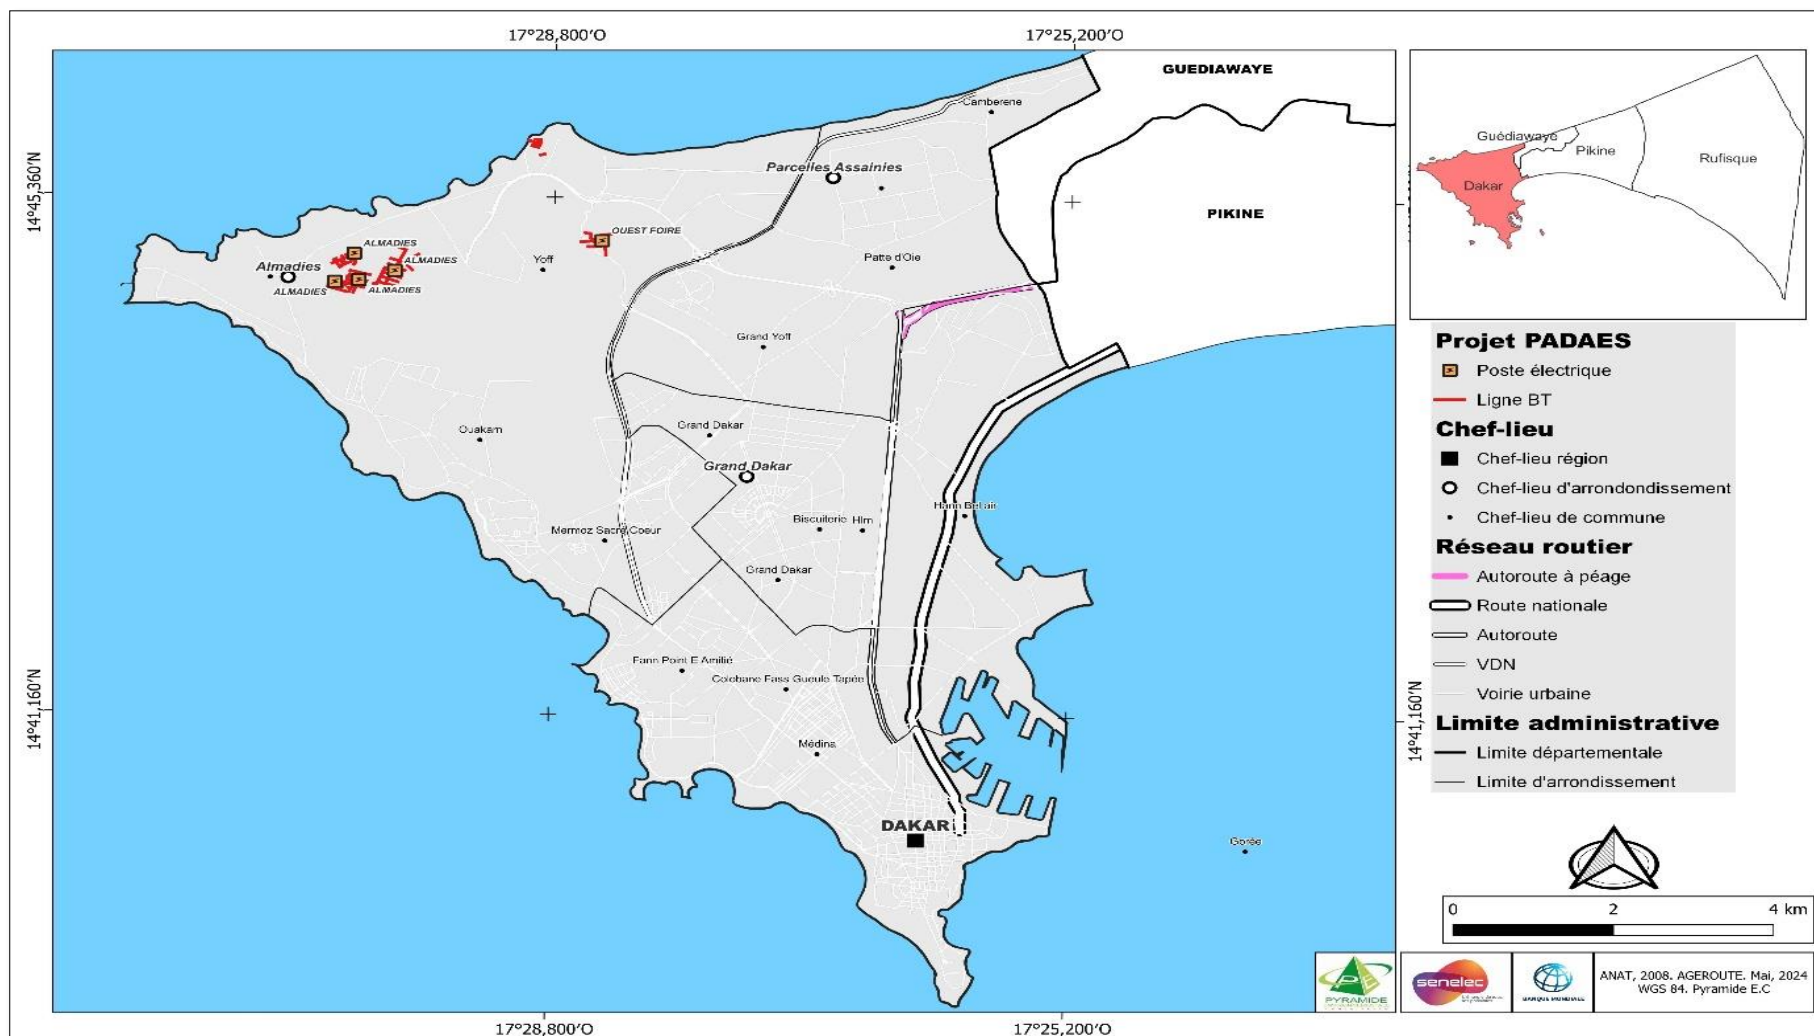 17°28,800'O
17°25,200'O
GUEDIAWAYE
Camberene
Parcelles Assainies
PIKINE
14°45,360'N
OUEST FOIRE
ALMADIES
ALMADIES
Almadies
ALMADIES
ALMADIES
Yoff
Patte d'Oie
Grand Yoff
Ouakam
Grand Dakar
Grand Dakar
Mermoz Sacré Coeur
Biscuiterie
Hlm
Hann Bel air
Grand Dakar
Fann Point E Amilié
Colobane Fass Gueule Tapée
14°41,160'N
14°41,160'N
Médina
DAKAR
Gorée
17°28,800'O
17°25,200'O
Guédiawaye
Pikine
Rufisque
Dakar
Projet PADAES
Poste électrique
Ligne BT
Chef-lieu
Chef-lieu région
Chef-lieu d'arrondondissement
Chef-lieu de commune
Réseau routier
Autoroute à péage
Route nationale
Autoroute
VDN
Voirie urbaine
Limite administrative
Limite départementale
Limite d'arrondissement
0 2 4 km
PYRAMIDE
senelec
BANQUE MONDIALE
ANAT, 2008. AGEROUTE. Mai, 2024
WGS 84. Pyramide E.C